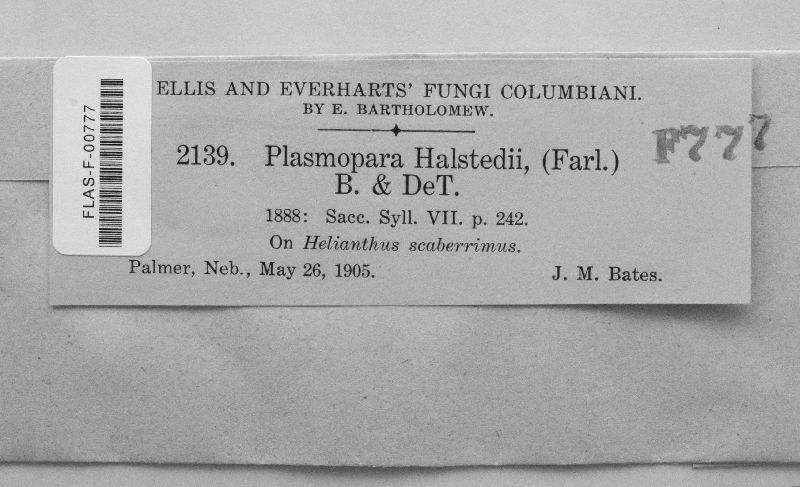 FLAS-F-00777
ELLIS AND EVERHARTS' FUNGI COLUMBIANI.
BY E. BARTHOLOMEW.
F777
2139. Plasmopara Halstedii, (Farl.)
B. & DeT.
1888: Sacc. Syll. VII. p. 242.
On Helianthus scaberrimus.
Palmer, Neb., May 26, 1905. J. M. Bates.